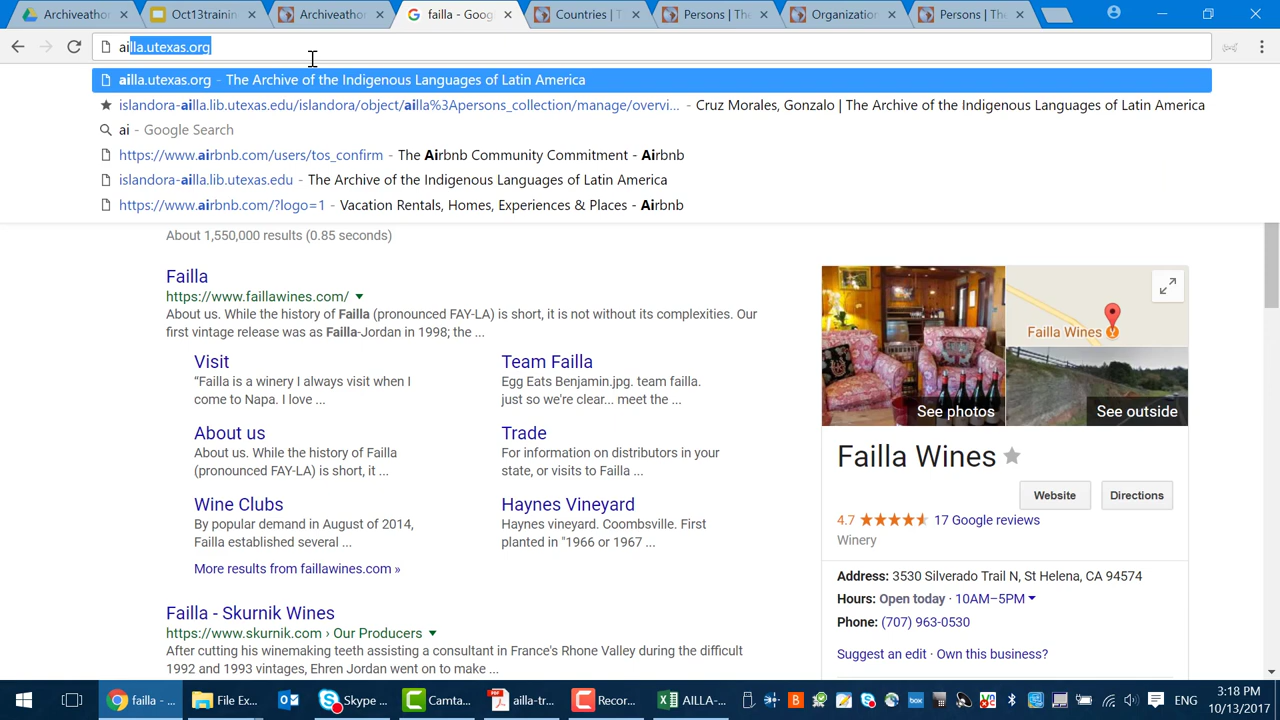 Archiveathon
Oct13training
Archiveathon
failla - Goog
Countries | T
Persons | The
Organization
Persons | The
ailla.utexas.org
ailla.utexas.org - The Archive of the Indigenous Languages of Latin America
islandora-ailla.lib.utexas.edu/islandora/object/ailla%3Apersons_collection/manage/overvi... - Cruz Morales, Gonzalo | The Archive of the Indigenous Languages of Latin America
ai - Google Search
https://www.airbnb.com/users/tos_confirm - The Airbnb Community Commitment - Airbnb
islandora-ailla.lib.utexas.edu - The Archive of the Indigenous Languages of Latin America
https://www.airbnb.com/?logo=1 - Vacation Rentals, Homes, Experiences & Places - Airbnb
About 1,550,000 results (0.85 seconds)
Failla
https://www.faillawines.com/
About us. While the history of Failla (pronounced FAY-LA) is short, it is not without its complexities. Our
first vintage release was as Failla-Jordan in 1998; the ...
Visit
"Failla is a winery I always visit when I
come to Napa. I love ...
Team Failla
Egg Eats Benjamin.jpg. team failla.
just so we're clear... meet the ...
About us
About us. While the history of Failla
(pronounced FAY-LA) is short, it ...
Trade
For information on distributors in your
state, or visits to Failla ...
Wine Clubs
By popular demand in August of 2014,
Failla established several ...
Haynes Vineyard
Haynes vineyard. Coombsville. First
planted in "1966 or 1967 ...
More results from faillawines.com »
Failla - Skurnik Wines
https://www.skurnik.com › Our Producers
After cutting his winemaking teeth assisting a consultant in France's Rhone Valley during the difficult
1992 and 1993 vintages, Ehren Jordan went on to make ...
Failla Wines
See photos
See outside
Failla Wines
Website
Directions
4.7 17 Google reviews
Winery
Address: 3530 Silverado Trail N, St Helena, CA 94574
Hours: Open today · 10AM–5PM
Phone: (707) 963-0530
Suggest an edit · Own this business?
failla - ...
File Ex...
Skype ...
Camta...
ailla-tr...
Recor...
AILLA-...
box
ENG
3:18 PM
10/13/2017